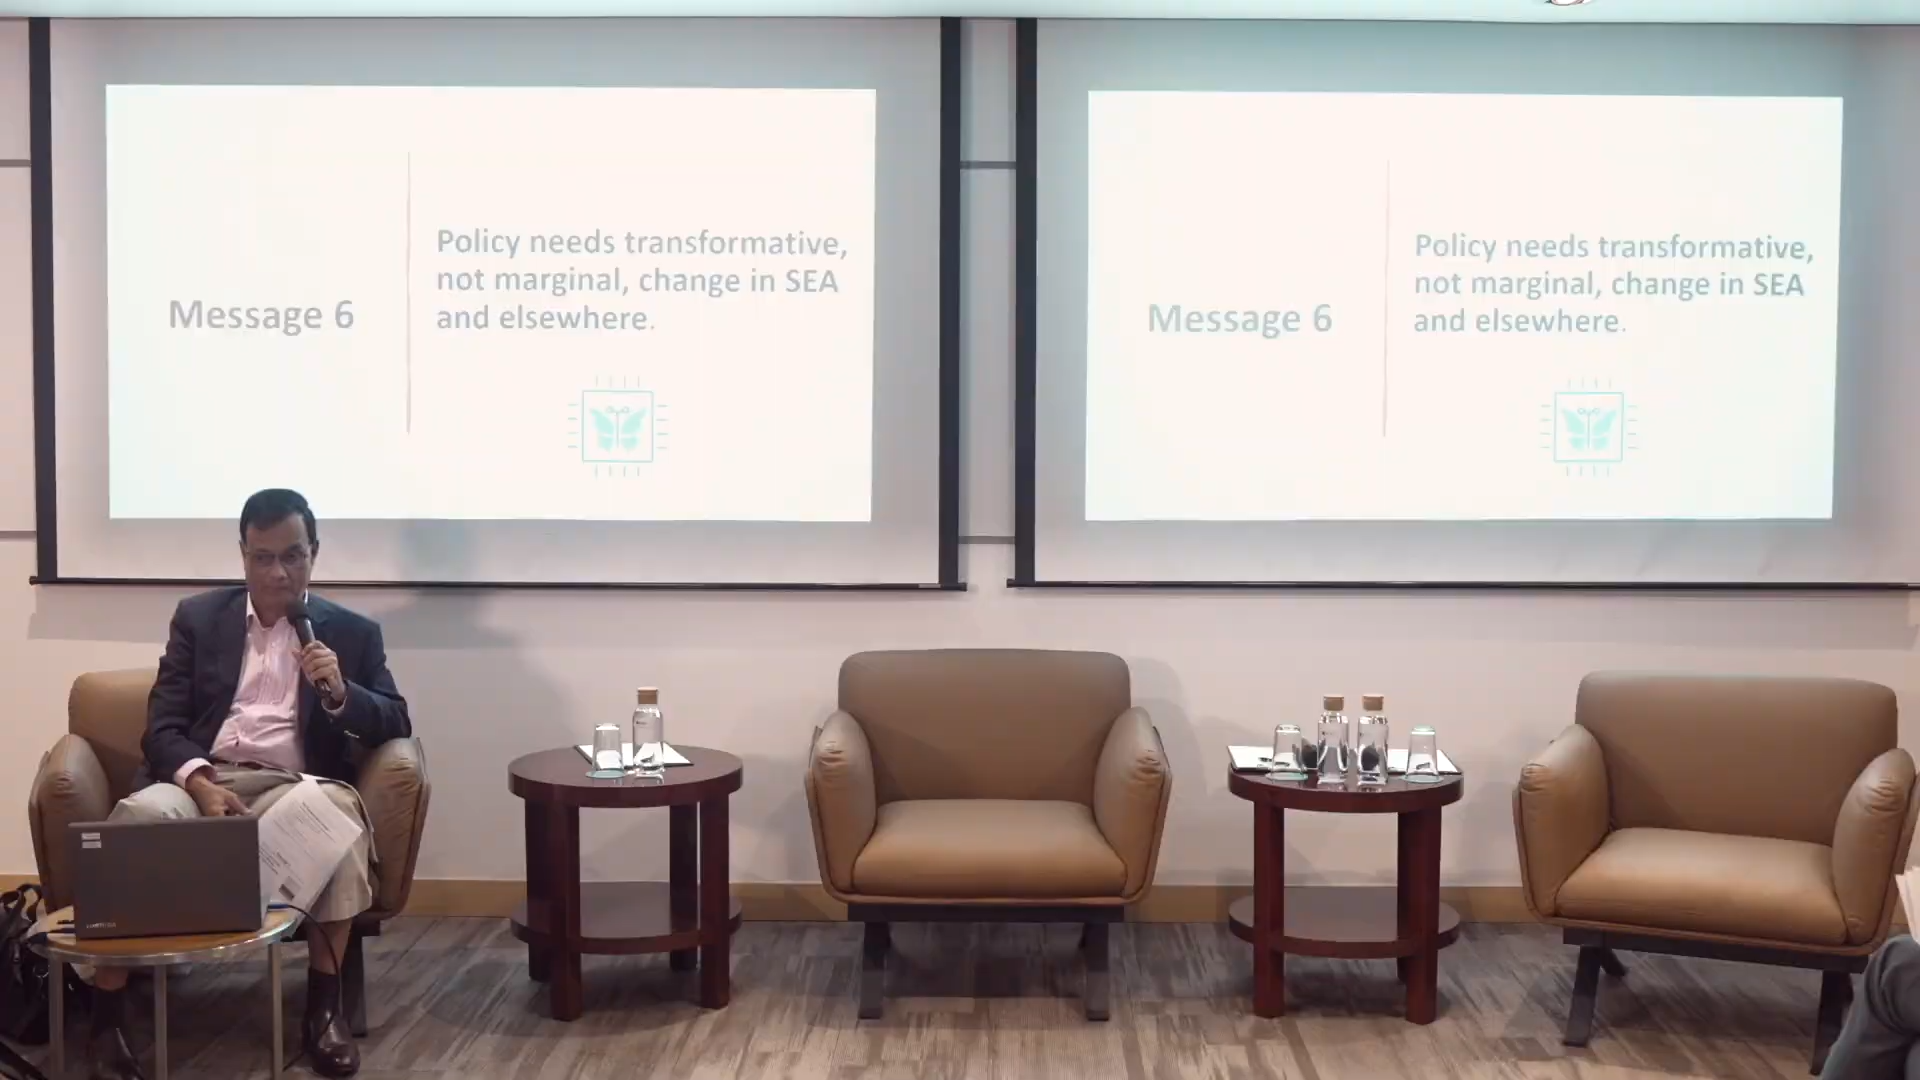 Message 6
Policy needs transformative,
not marginal, change in SEA
and elsewhere.
Message 6
Policy needs transformative,
not marginal, change in SEA
and elsewhere.